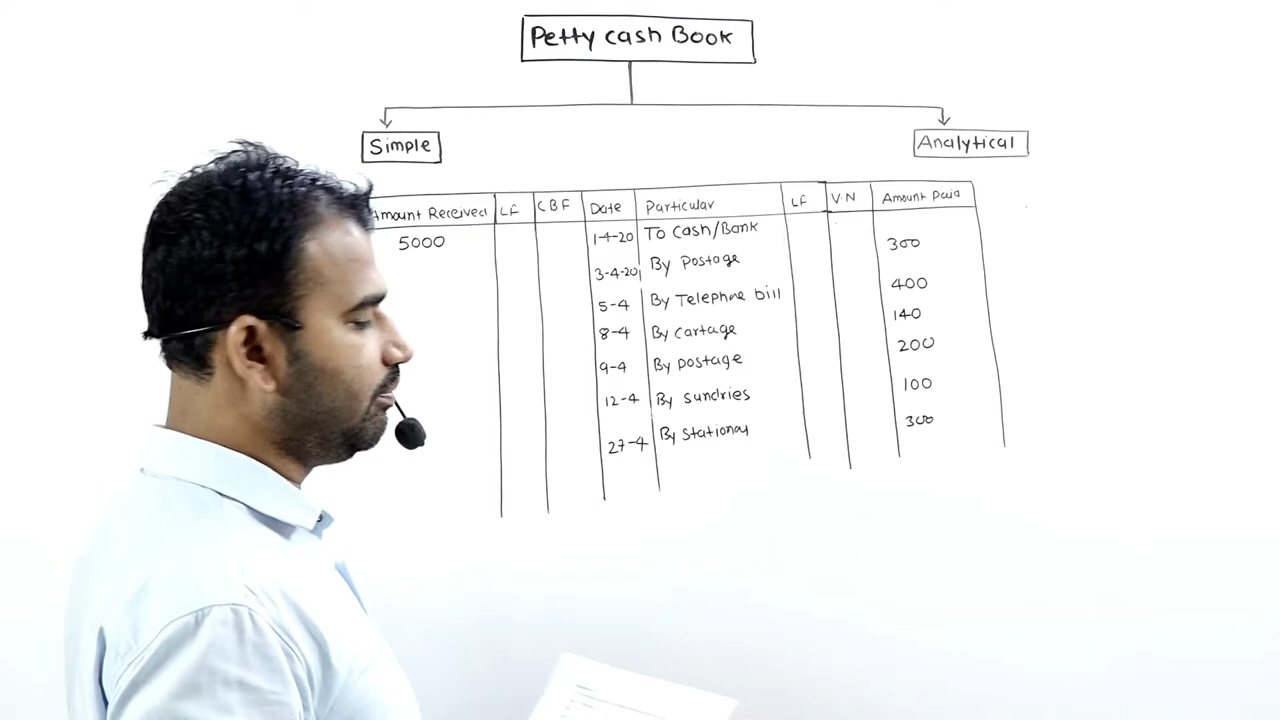 Petty cash Book
Simple
Analytical
Amount Received LF CBF Date Particular LF V.N Amount Paid
5000 1-4-20 To cash/Bank
3-4-20 By Postage 300
5-4 By Telephne bill 400
8-4 By cartage 140
9-4 By postage 200
12-4 By sundries 100
27-4 By stationay 300